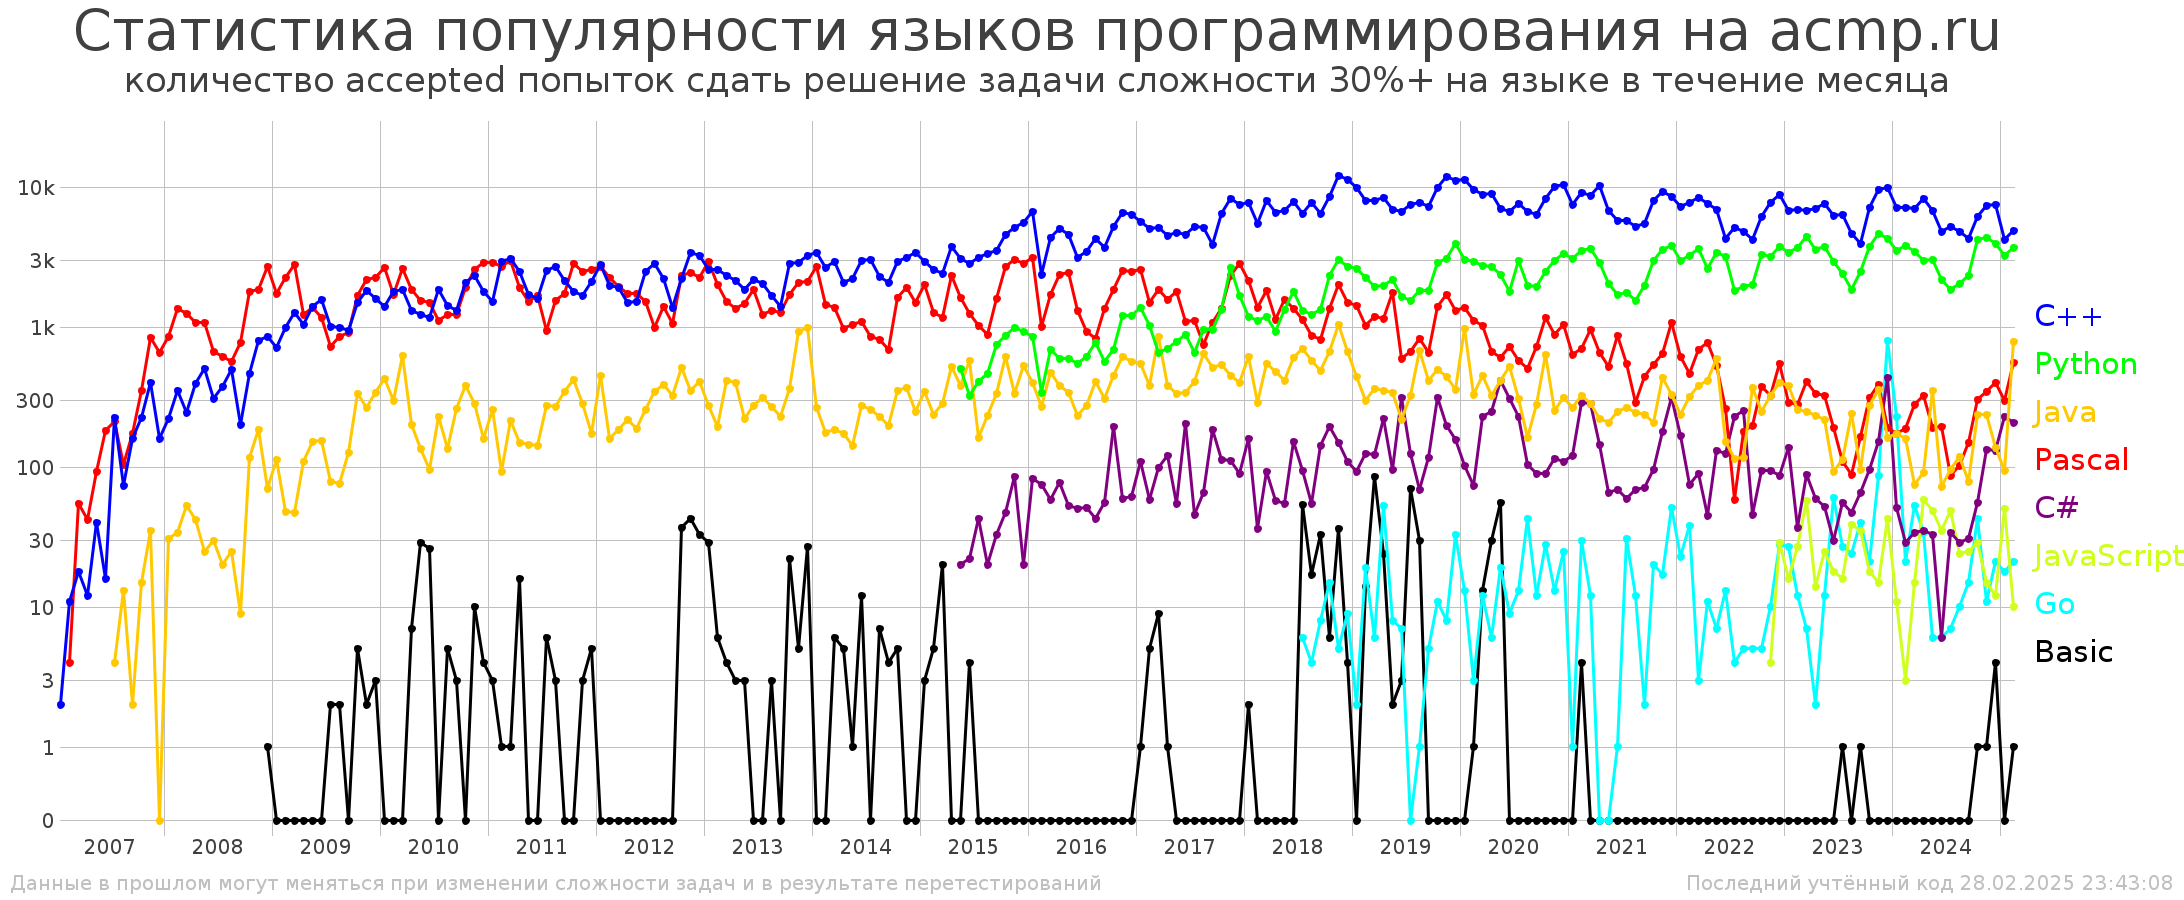 Статистика популярности языков программирования на acmp.ru
количество accepted попыток сдать решение задачи сложности 30%+ на языке в течение месяца
10k
3k
1k
300
100
30
10
3
1
0
C++
Python
Java
Pascal
C#
JavaScript
Go
Basic
2007 2008 2009 2010 2011 2012 2013 2014 2015 2016 2017 2018 2019 2020 2021 2022 2023 2024
Данные в прошлом могут меняться при изменении сложности задач и в результате перетестирований
Последний учтённый код 28.02.2025 23:43:08